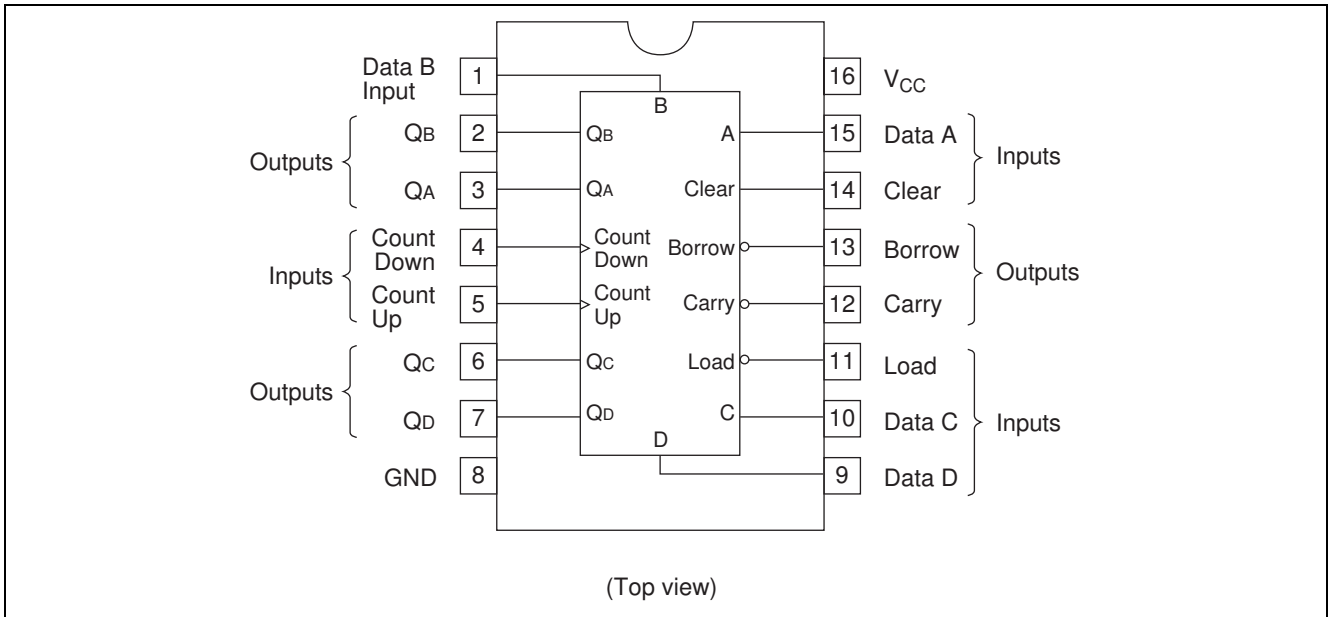 Data B
Input
1
16
VCC
B
Outputs
QB
2
QB
A
15
Data A
Inputs
QA
3
QA
Clear
14
Clear
Inputs
Count
Down
4
Count
Down
Borrow
13
Borrow
Outputs
Count
Up
5
Count
Up
Carry
12
Carry
Outputs
QC
6
QC
Load
11
Load
Inputs
QD
7
QD
C
10
Data C
D
GND
8
9
Data D
(Top view)